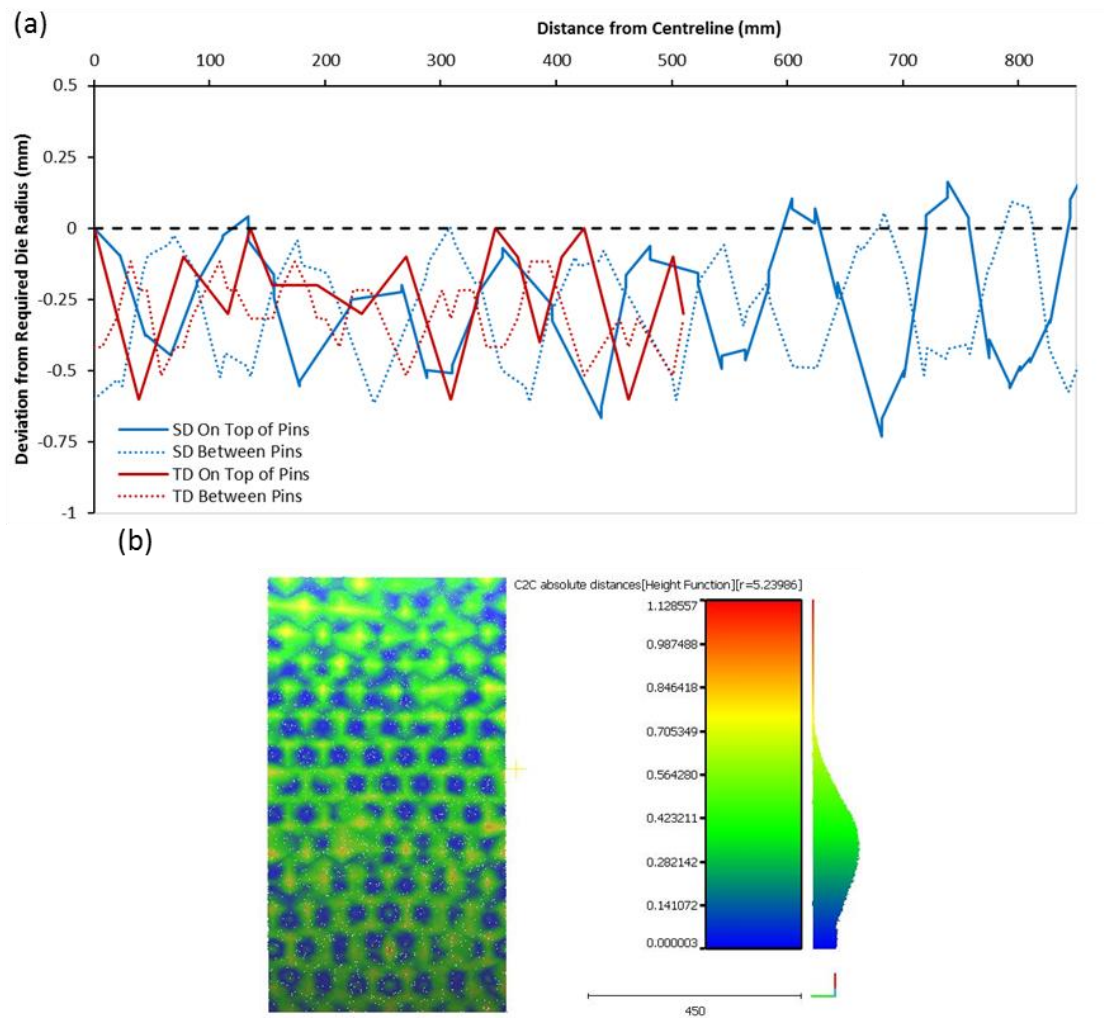 (a)
Distance from Centreline (mm)
0 100 200 300 400 500 600 700 800
Deviation from Required Die Radius (mm)
0.5
0.25
0
-0.25
-0.5
-0.75
-1
SD On Top of Pins
SD Between Pins
TD On Top of Pins
TD Between Pins
(b)
C2C absolute distances[Height Function][r=5.23986]
1.128557
0.987488
0.846418
0.705349
0.564280
0.423211
0.282142
0.141072
0.000003
450